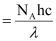 = N_A hc / λ